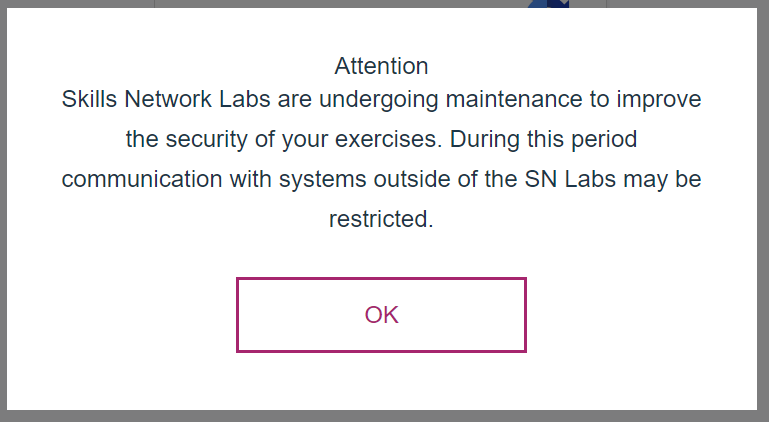 Attention
Skills Network Labs are undergoing maintenance to improve
the security of your exercises. During this period
communication with systems outside of the SN Labs may be
restricted.
OK